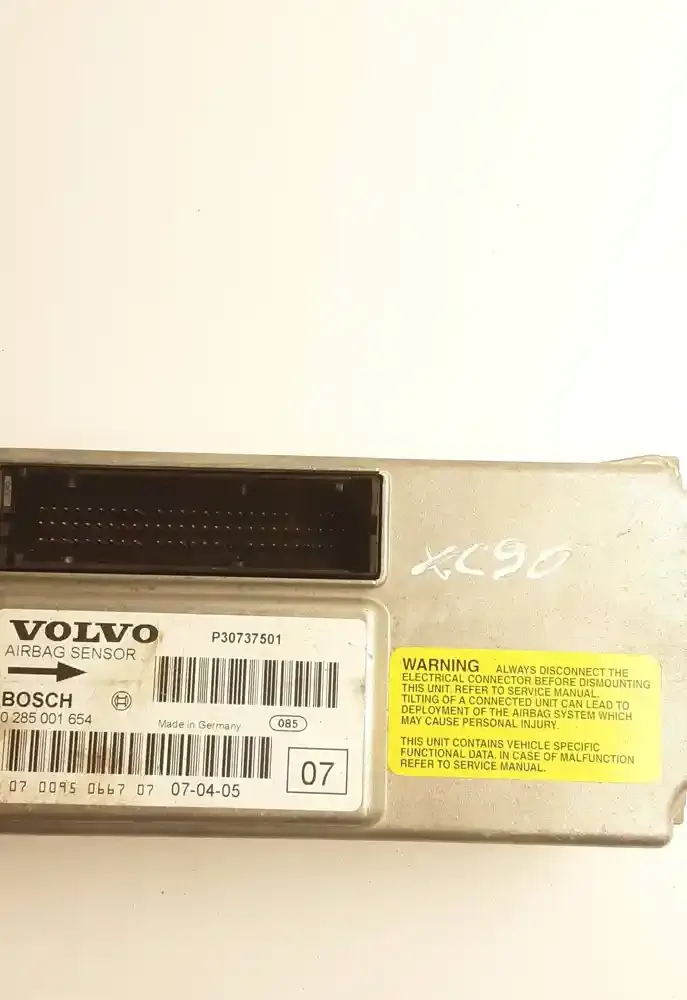 XC90
VOLVO
P30737501
AIRBAG SENSOR
BOSCH
0 285 001 654
Made in Germany
085
07 0095 0667 07
07-04-05
07
WARNING ALWAYS DISCONNECT THE
ELECTRICAL CONNECTOR BEFORE DISMOUNTING
THIS UNIT. REFER TO SERVICE MANUAL.
TILTING OF A CONNECTED UNIT CAN LEAD TO
DEPLOYMENT OF THE AIRBAG SYSTEM WHICH
MAY CAUSE PERSONAL INJURY.
THIS UNIT CONTAINS VEHICLE SPECIFIC
FUNCTIONAL DATA. IN CASE OF MALFUNCTION
REFER TO SERVICE MANUAL.